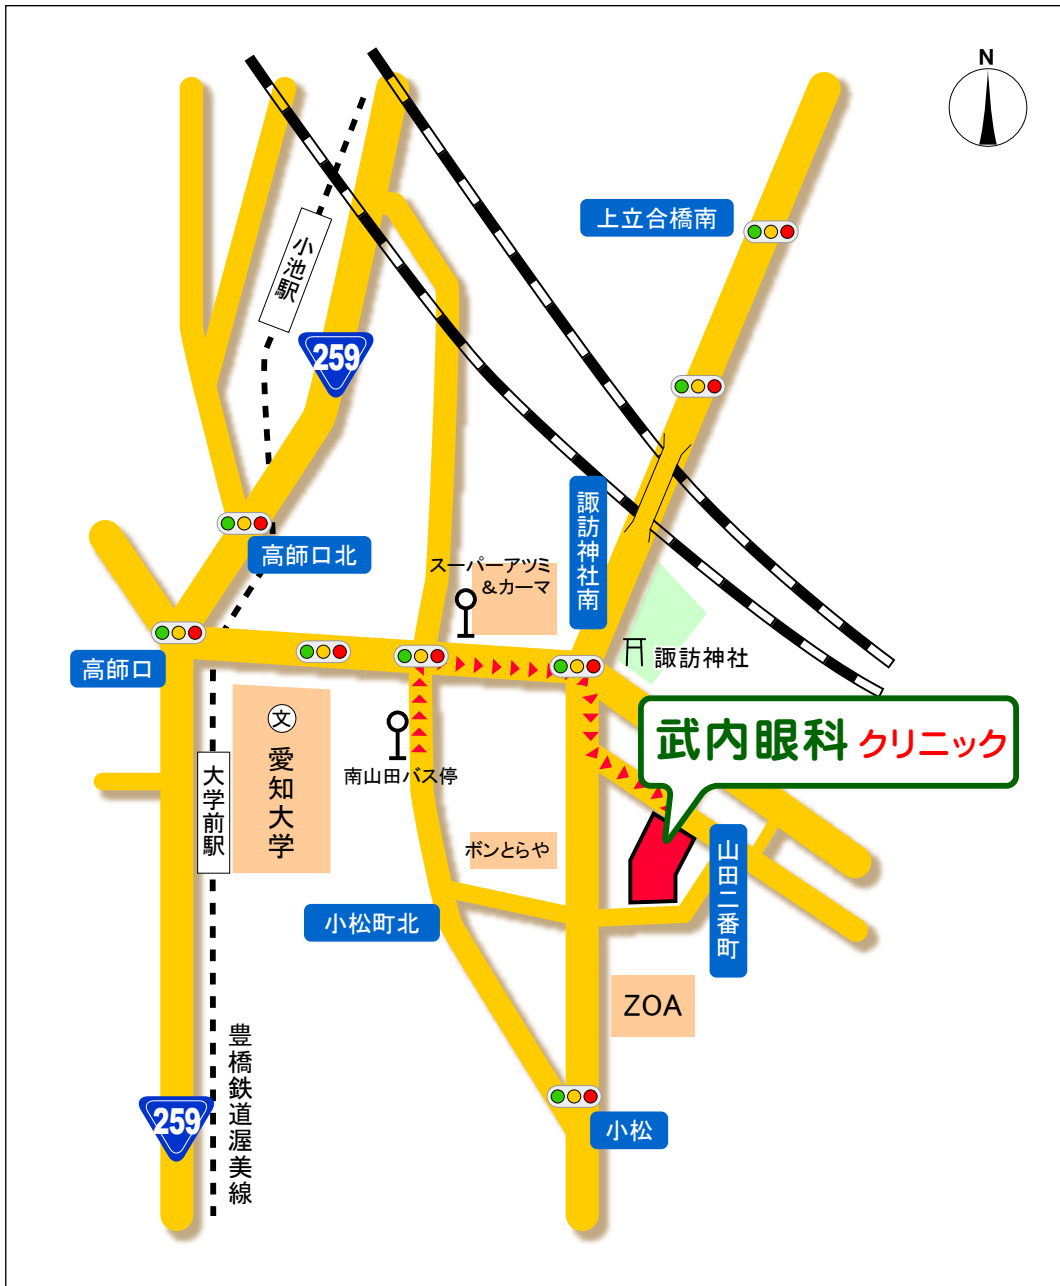 N
上立合橋南
小池駅
259
諏訪神社南
高師口北
スーパーアツミ
&カーマ
高師口
諏訪神社
文
愛知大学
南山田バス停
武内眼科クリニック
大学前駅
ボンとらや
山田二番町
小松町北
ZOA
豊橋鉄道渥美線
259
小松